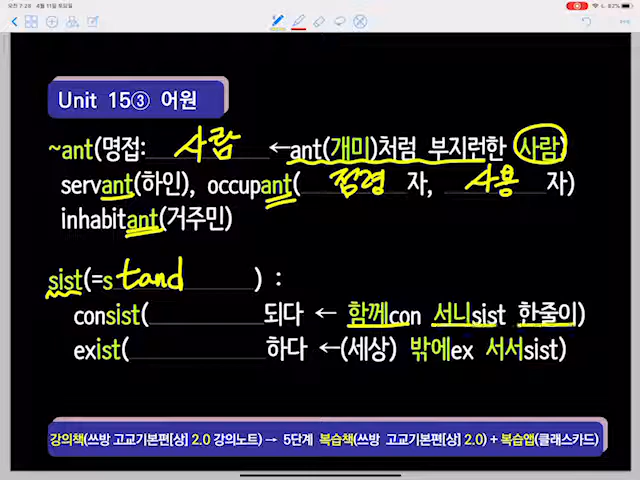 오전 7:28 4월 11일 토요일 82%
Unit 15③ 어원
~ant(명접: 사람 ←ant(개미)처럼 부지런한 사람)
servant(하인), occupant( 점령 자, 사용 자)
inhabitant(거주민)
sist(=stand ) :
consist( 되다 ← 함께con 서니sist 한줄이)
exist( 하다 ←(세상) 밖에ex 서서sist)
강의책(쓰방 고교기본편[상] 2.0 강의노트) → 5단계 복습책(쓰방 고교기본편[상] 2.0) + 복습앱(클래스카드)